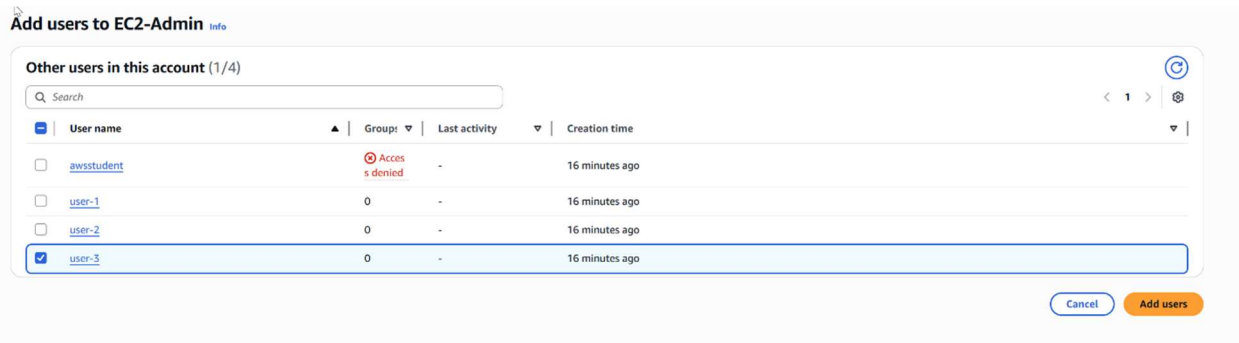 Add users to EC2-Admin Info
Other users in this account (1/4)
Search
1
User name Groups Last activity Creation time
awsstudent Acces - 16 minutes ago
s denied
user-1 0 - 16 minutes ago
user-2 0 - 16 minutes ago
user-3 0 - 16 minutes ago
Cancel Add users